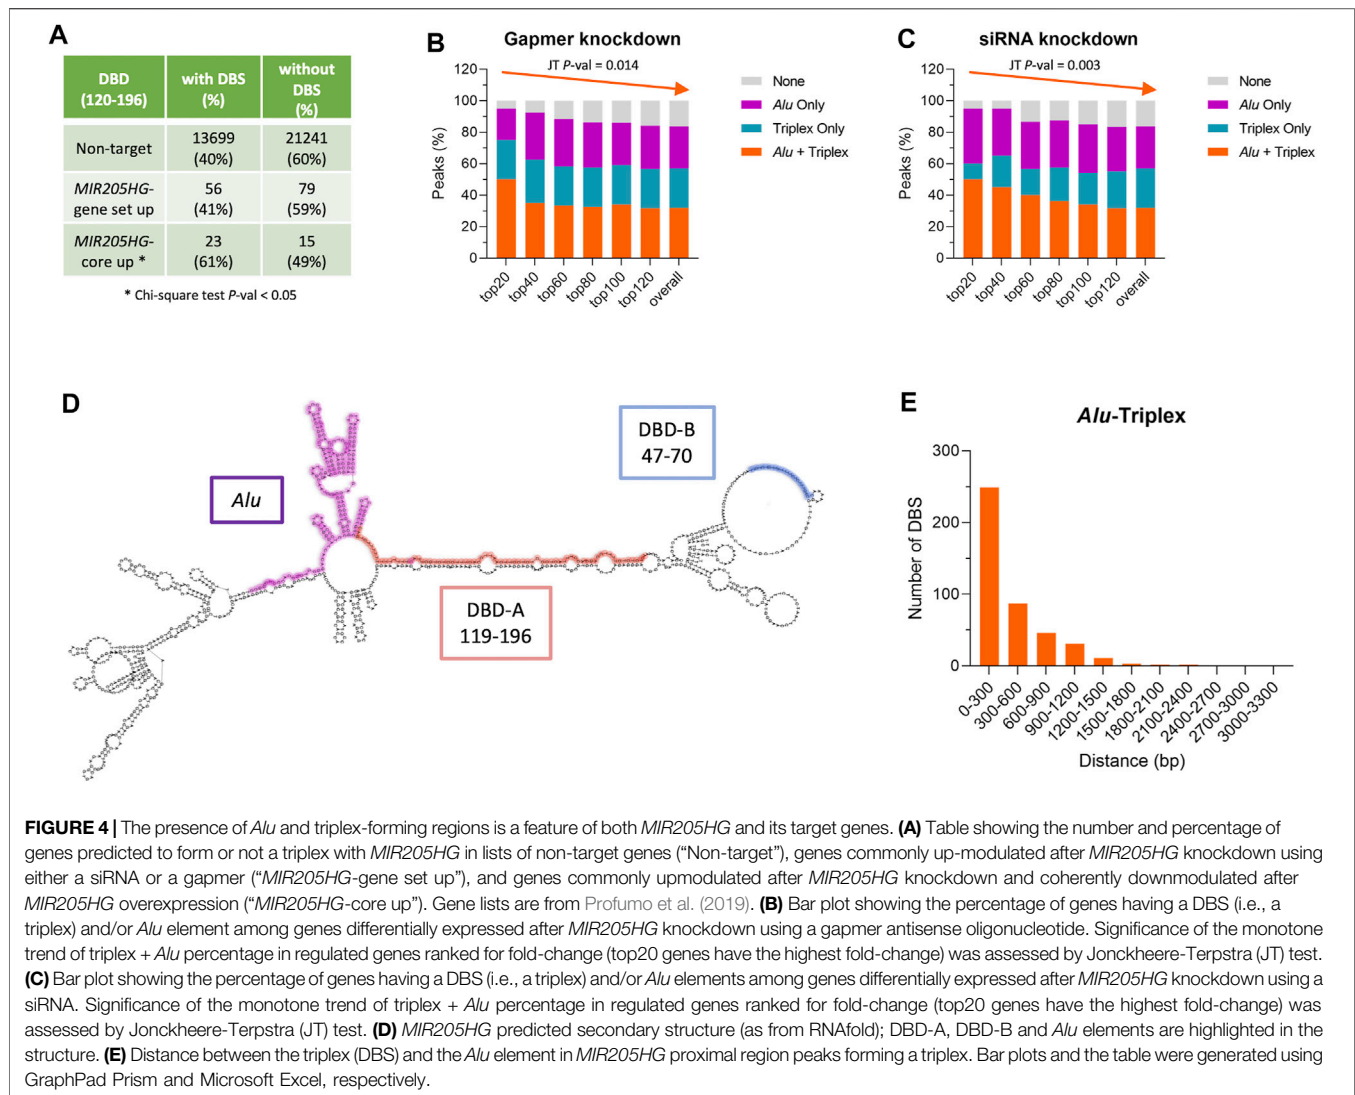 A
DBD (120-196) with DBS (%) without DBS (%)
Non-target 13699 (40%) 21241 (60%)
MIR205HG-gene set up 56 (41%) 79 (59%)
MIR205HG-core up * 23 (61%) 15 (49%)
* Chi-square test P-val < 0.05
B
Gapmer knockdown
JT P-val = 0.014
Peaks (%)
120
100
80
60
40
20
0
top20
top40
top60
top80
top100
top120
overall
None
Alu Only
Triplex Only
Alu + Triplex
C
siRNA knockdown
JT P-val = 0.003
Peaks (%)
120
100
80
60
40
20
0
top20
top40
top60
top80
top100
top120
overall
None
Alu Only
Triplex Only
Alu + Triplex
D
Alu
DBD-B
47-70
DBD-A
119-196
E
Alu-Triplex
Number of DBS
300
200
100
0
0-300
300-600
600-900
900-1200
1200-1500
1500-1800
1800-2100
2100-2400
2400-2700
2700-3000
3000-3300
Distance (bp)
FIGURE 4 | The presence of Alu and triplex-forming regions is a feature of both MIR205HG and its target genes. (A) Table showing the number and percentage of
genes predicted to form or not a triplex with MIR205HG in lists of non-target genes (“Non-target”), genes commonly up-modulated after MIR205HG knockdown using
either a siRNA or a gapmer (“MIR205HG-gene set up”), and genes commonly upmodulated after MIR205HG knockdown and coherently downmodulated after
MIR205HG overexpression (“MIR205HG-core up”). Gene lists are from Profumo et al. (2019). (B) Bar plot showing the percentage of genes having a DBS (i.e., a
triplex) and/or Alu element among genes differentially expressed after MIR205HG knockdown using a gapmer antisense oligonucleotide. Significance of the monotone
trend of triplex + Alu percentage in regulated genes ranked for fold-change (top20 genes have the highest fold-change) was assessed by Jonckheere-Terpstra (JT) test.
(C) Bar plot showing the percentage of genes having a DBS (i.e., a triplex) and/or Alu elements among genes differentially expressed after MIR205HG knockdown using a
siRNA. Significance of the monotone trend of triplex + Alu percentage in regulated genes ranked for fold-change (top20 genes have the highest fold-change) was
assessed by Jonckheere-Terpstra (JT) test. (D) MIR205HG predicted secondary structure (as from RNAfold); DBD-A, DBD-B and Alu elements are highlighted in the
structure. (E) Distance between the triplex (DBS) and the Alu element in MIR205HG proximal region peaks forming a triplex. Bar plots and the table were generated using
GraphPad Prism and Microsoft Excel, respectively.